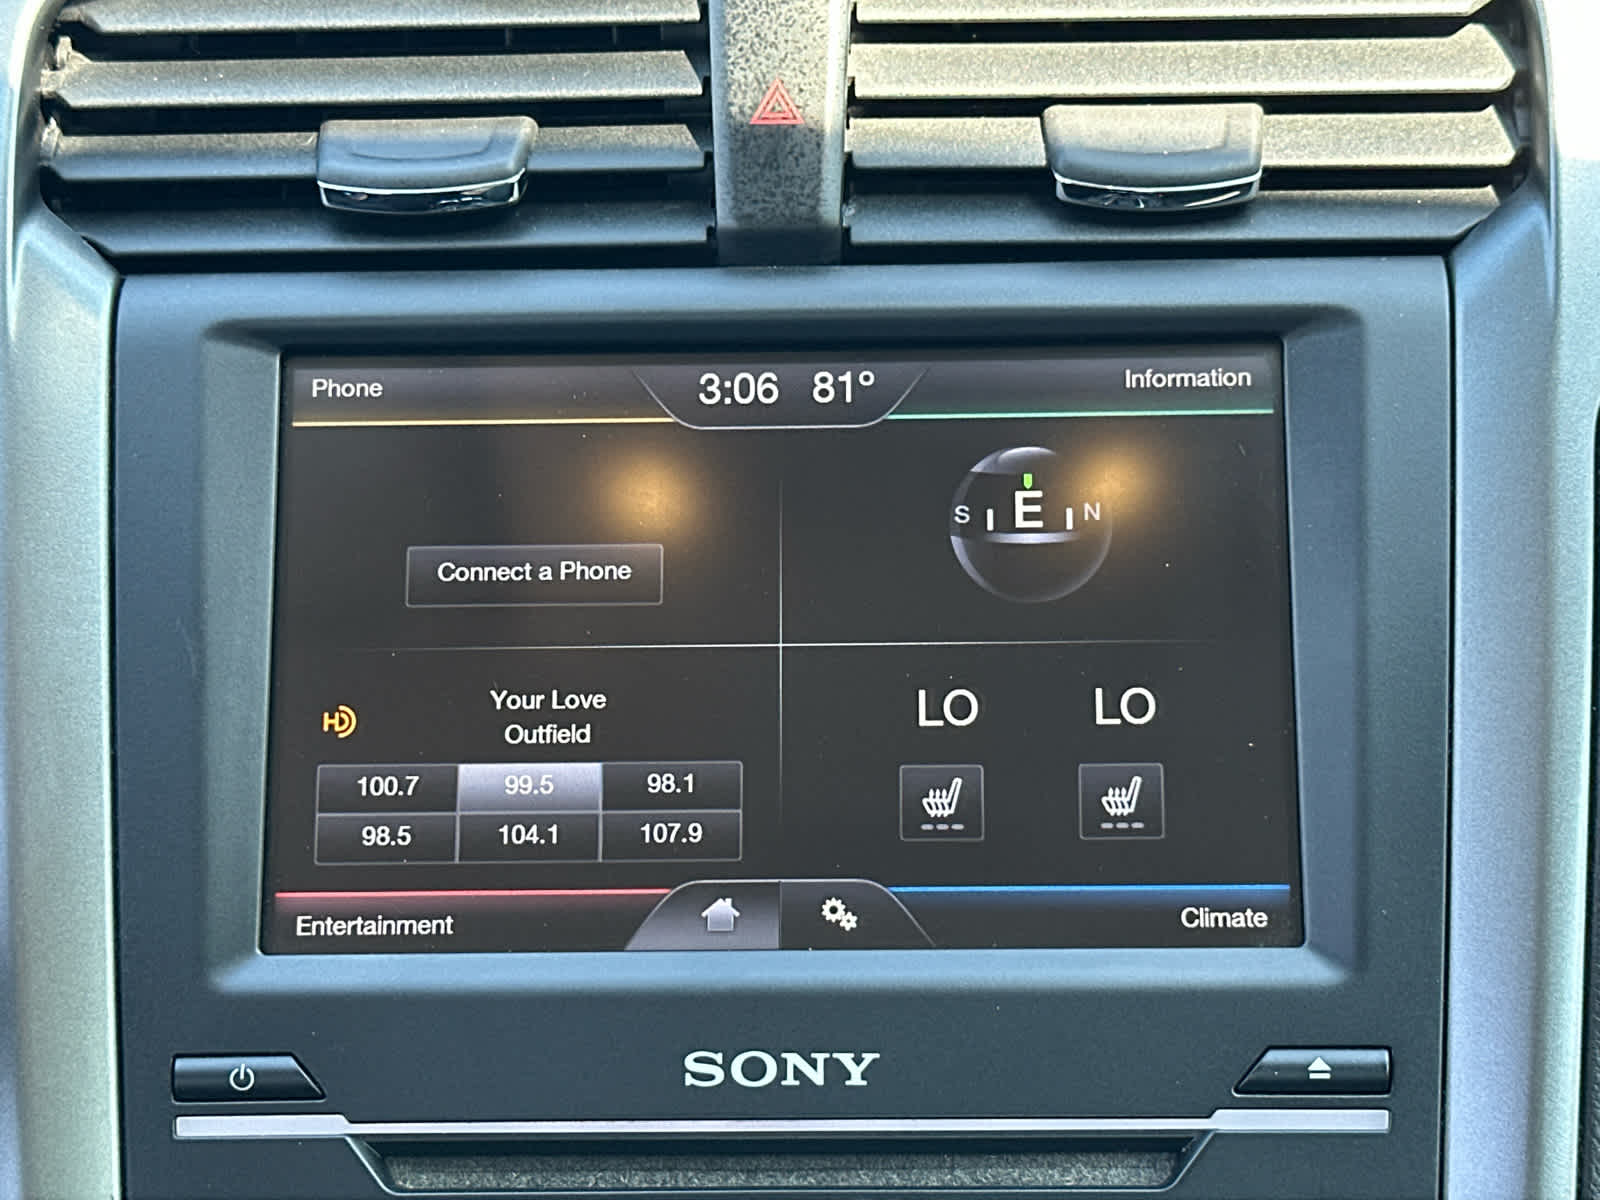 Phone
3:06 81°
Information
S E N
Connect a Phone
HD
Your Love
Outfield
100.7 99.5 98.1
98.5 104.1 107.9
LO LO
Entertainment
Climate
SONY